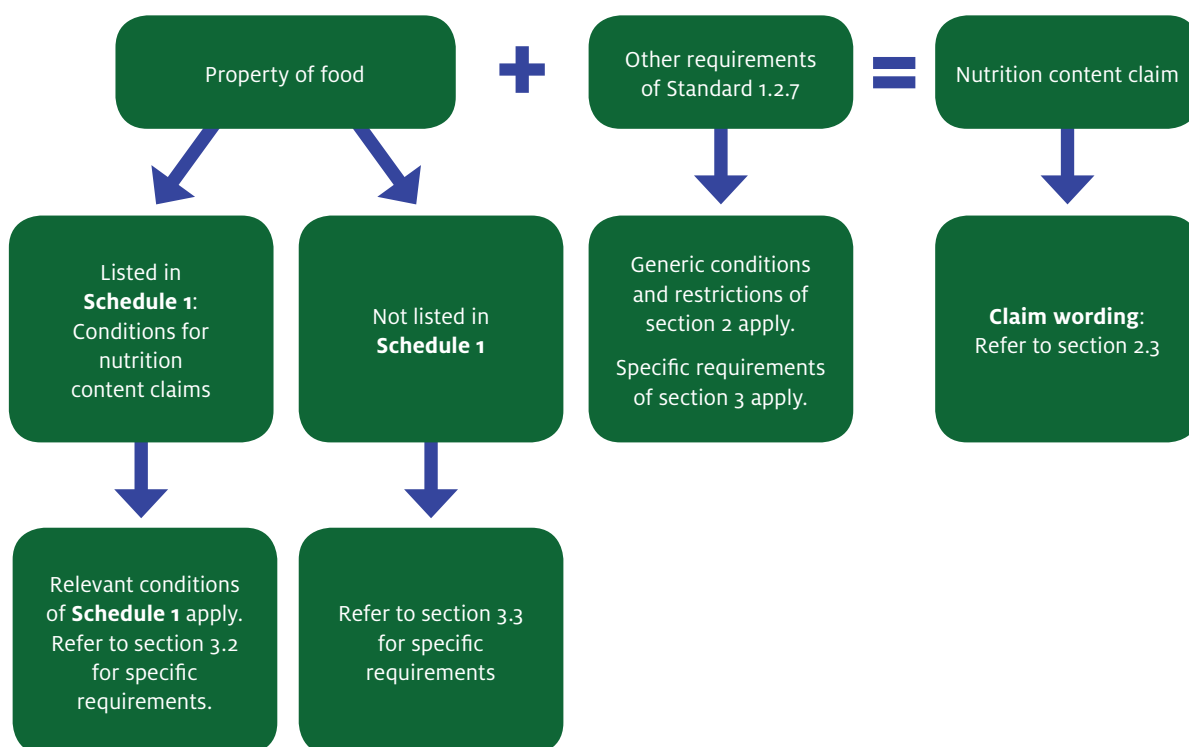 Property of food
+
Other requirements
of Standard 1.2.7
=
Nutrition content claim
Listed in
Schedule 1:
Conditions for
nutrition
content claims
Not listed in
Schedule 1
Generic conditions
and restrictions of
section 2 apply.
Specific requirements
of section 3 apply.
Claim wording:
Refer to section 2.3
Relevant conditions
of Schedule 1 apply.
Refer to section 3.2
for specific
requirements.
Refer to section 3.3
for specific
requirements